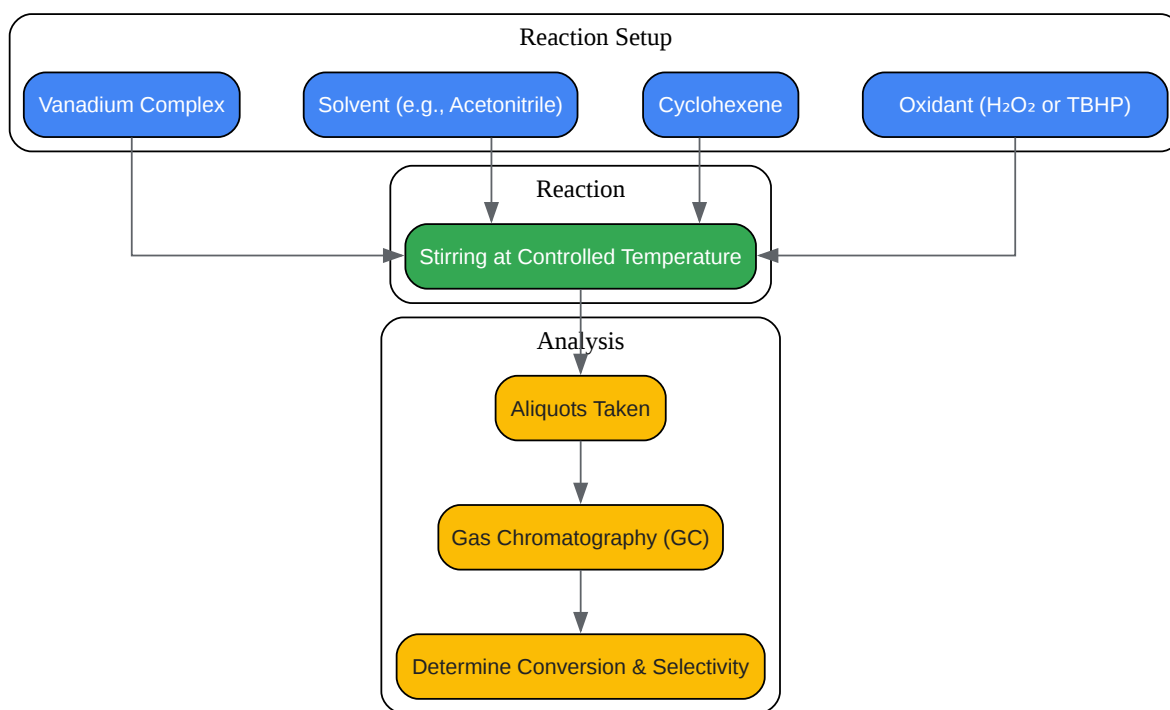 Reaction Setup
Vanadium Complex
Solvent (e.g., Acetonitrile)
Cyclohexene
Oxidant (H₂O₂ or TBHP)
Reaction
Stirring at Controlled Temperature
Analysis
Aliquots Taken
Gas Chromatography (GC)
Determine Conversion & Selectivity